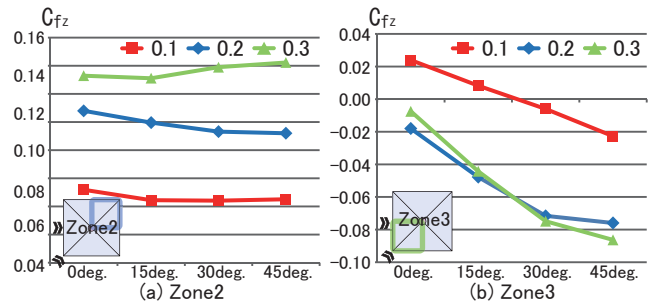 Cfz
Cfz
0.16
0.14
0.12
0.10
0.08
0.06
0.04
0.1 0.2 0.3
Zone2
0deg. 15deg. 30deg. 45deg.
(a) Zone2
0.04
0.02
0.00
−0.02
−0.04
−0.06
−0.08
−0.10
0.1 0.2 0.3
Zone3
0deg. 15deg. 30deg. 45deg.
(b) Zone3